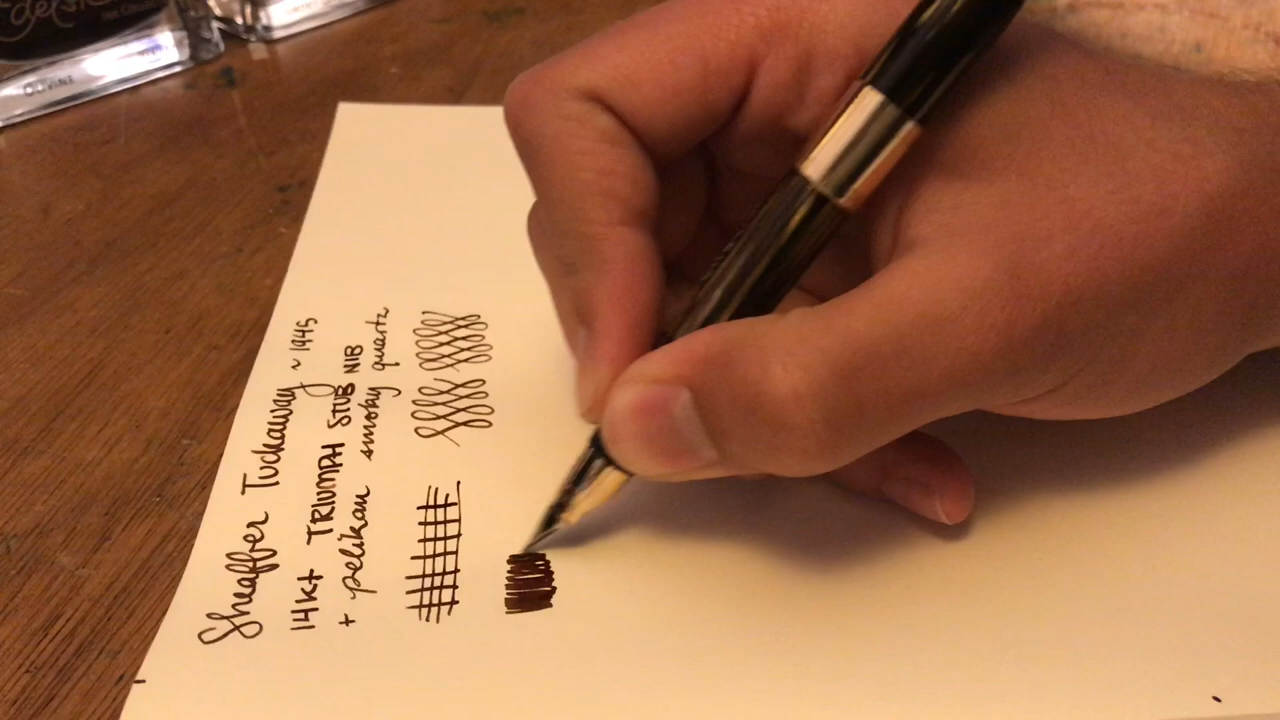 Sheaffer Tuckaway ~ 1945
14kt TRIUMPH STUB NIB
+ pelikan smoky quartz